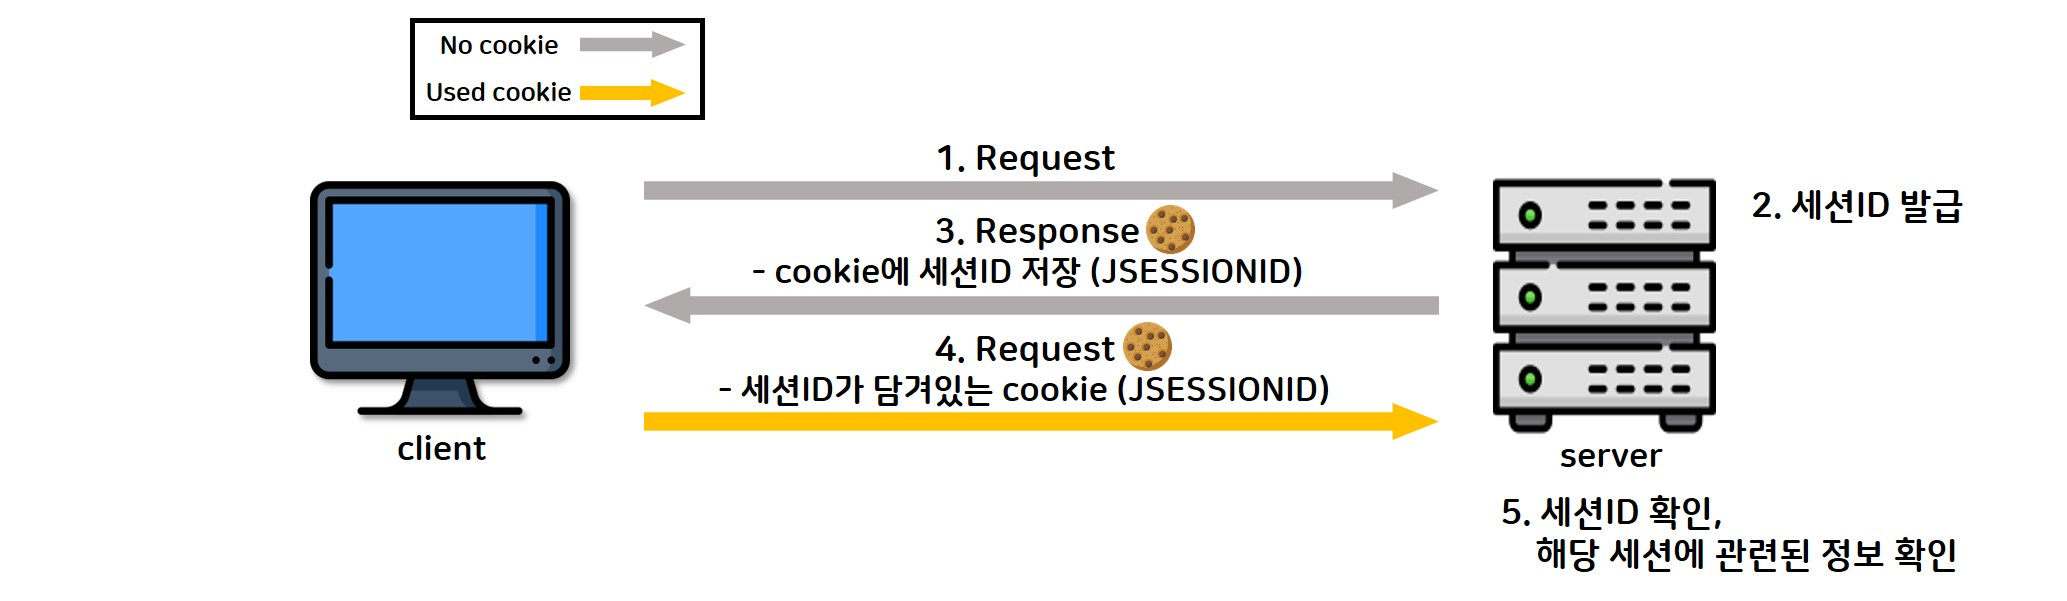 No cookie
Used cookie
1. Request
2. 세션ID 발급
3. Response
- cookie에 세션ID 저장 (JSESSIONID)
4. Request
- 세션ID가 담겨있는 cookie (JSESSIONID)
client
server
5. 세션ID 확인,
해당 세션에 관련된 정보 확인